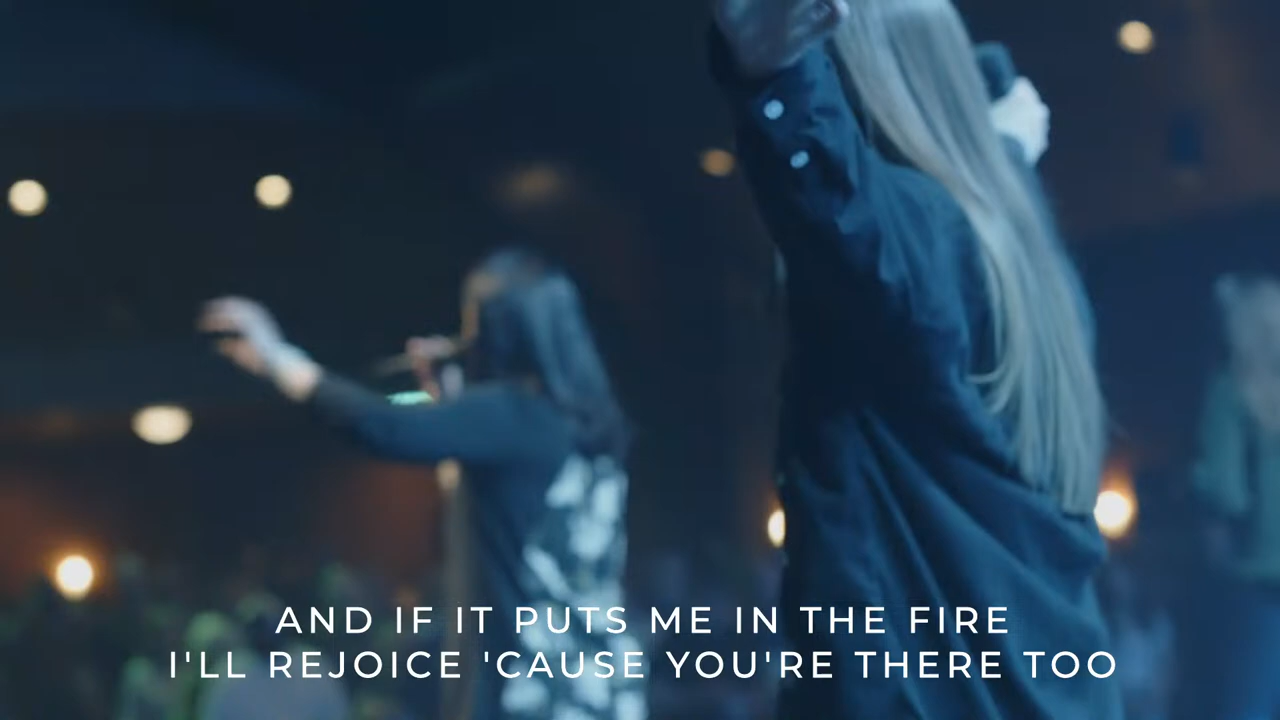 AND IF IT PUTS ME IN THE FIRE
I'LL REJOICE 'CAUSE YOU'RE THERE TOO